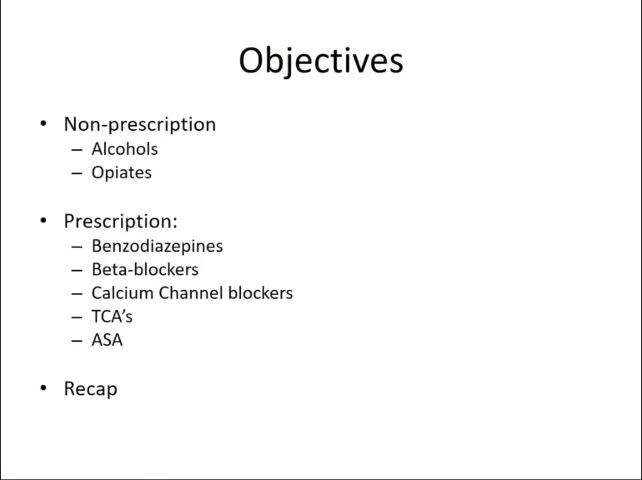 Objectives
• Non-prescription
– Alcohols
– Opiates
• Prescription:
– Benzodiazepines
– Beta-blockers
– Calcium Channel blockers
– TCA’s
– ASA
• Recap